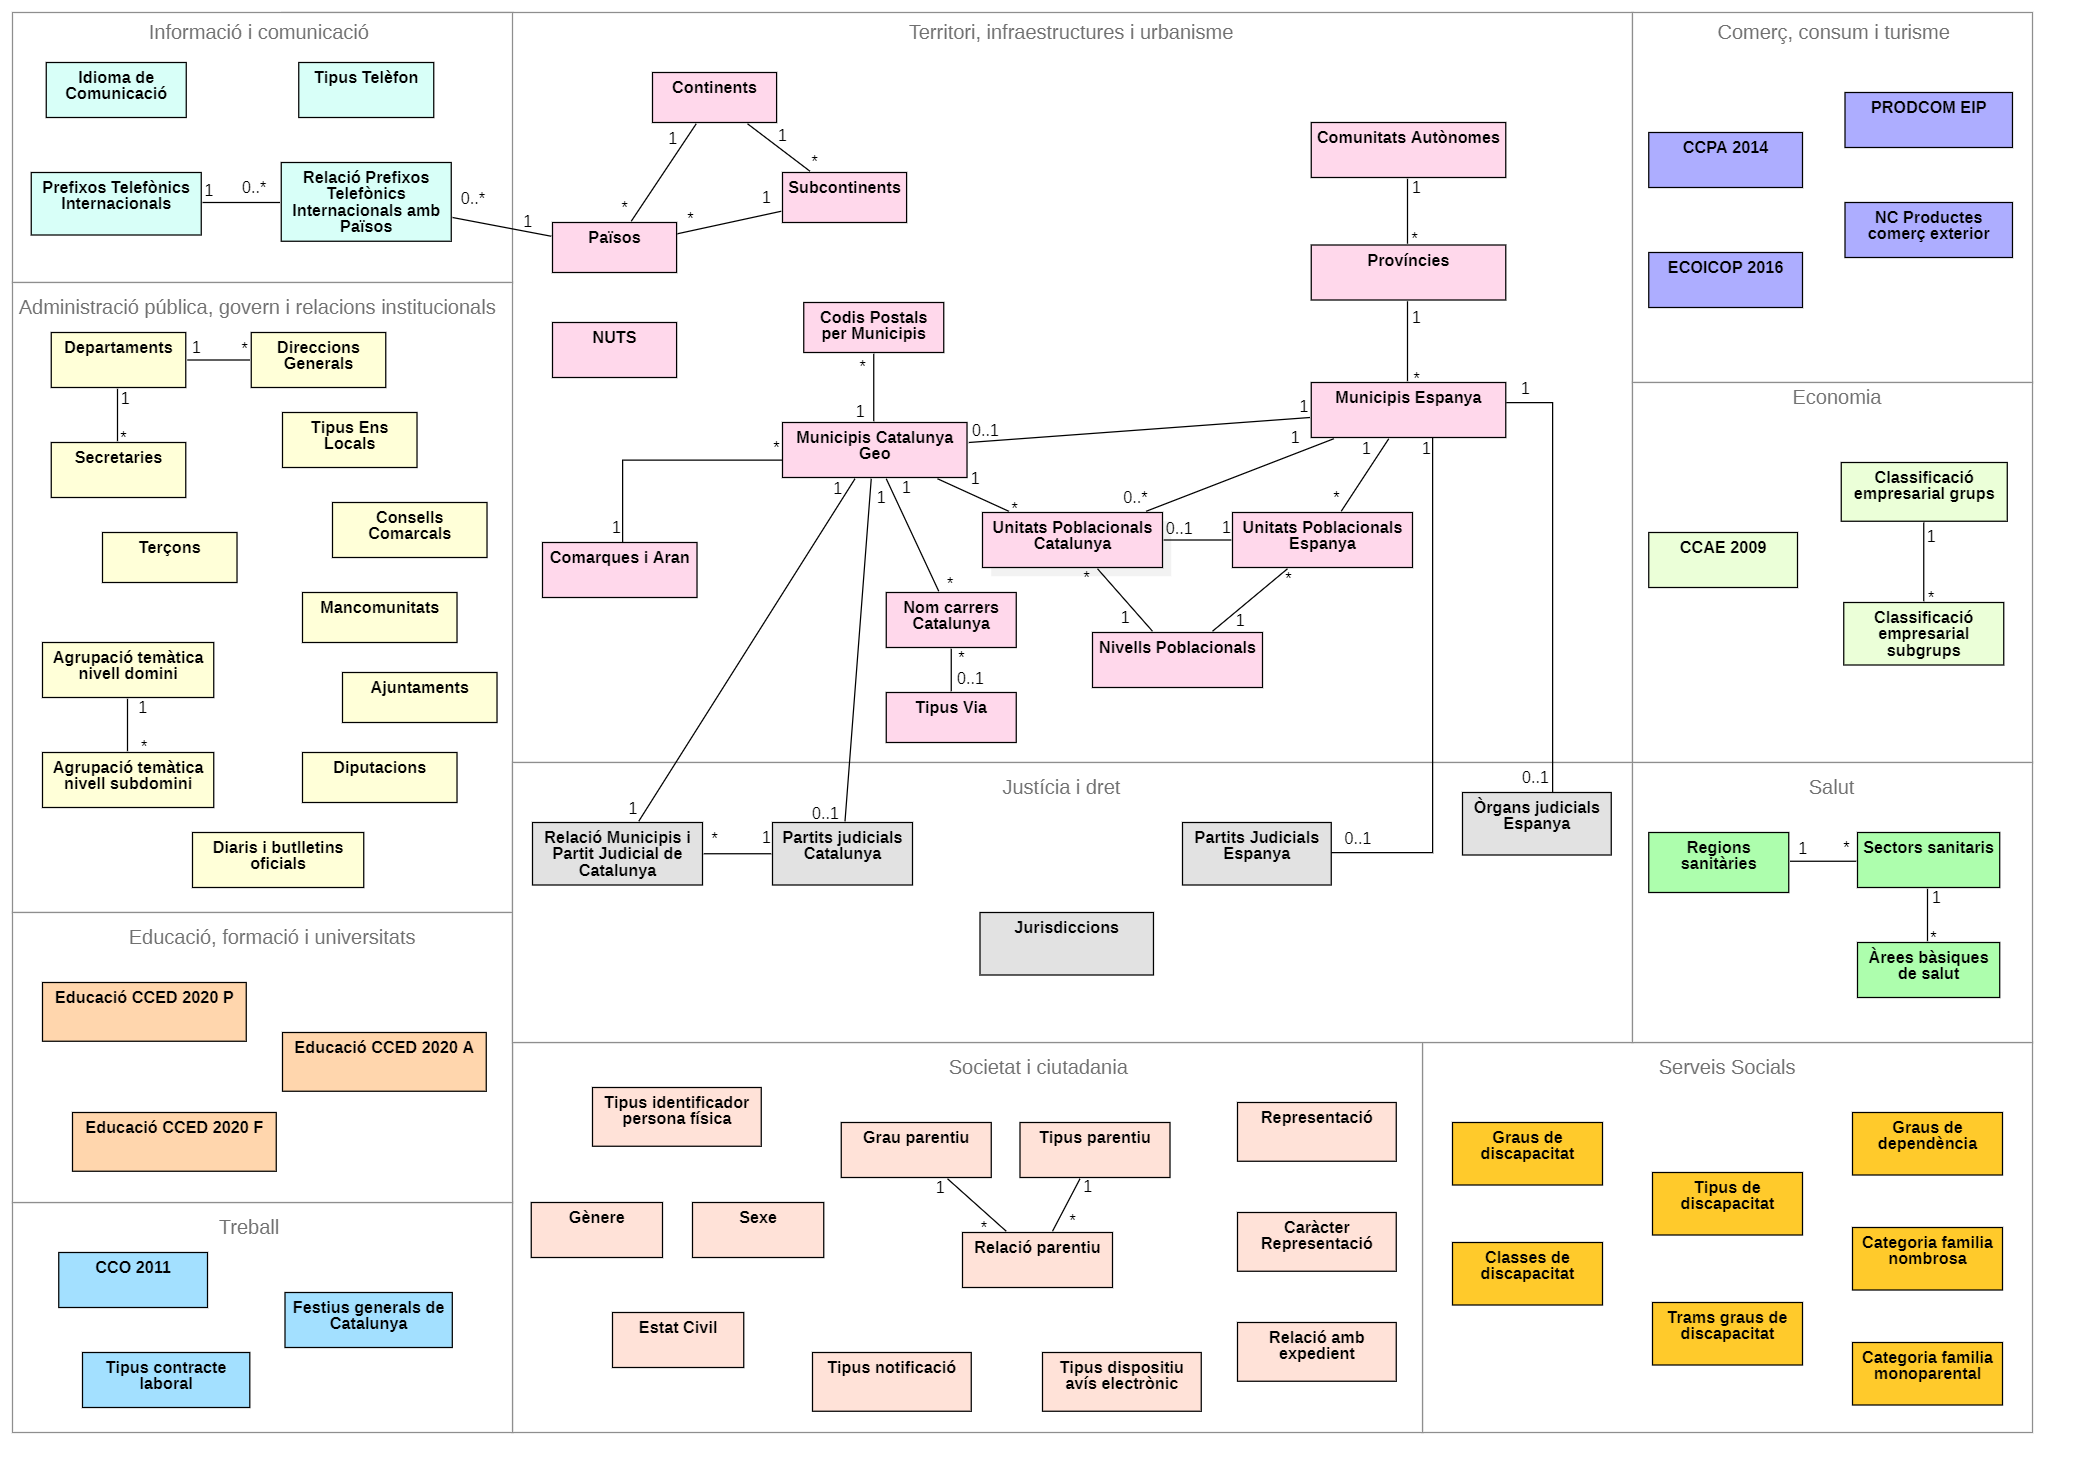 Informació i comunicació
Idioma de
Comunicació
Tipus Telèfon
Prefixos Telefònics
Internacionals
1
0..*
Relació Prefixos
Telefònics
Internacionals amb
Països
0..*
1
Administració pública, govern i relacions institucionals
Departaments
1
*
Direccions
Generals
1
*
Secretaries
Tipus Ens
Locals
Consells
Comarcals
Terçons
Mancomunitats
Agrupació temàtica
nivell domini
1
*
Agrupació temàtica
nivell subdomini
Ajuntaments
Diputacions
Diaris i butlletins
oficials
Educació, formació i universitats
Educació CCED 2020 P
Educació CCED 2020 A
Educació CCED 2020 F
Treball
CCO 2011
Festius generals de
Catalunya
Tipus contracte
laboral
Territori, infraestructures i urbanisme
Continents
1
1
*
*
Subcontinents
1
*
Països
NUTS
Codis Postals
per Municipis
*
1
Municipis Catalunya
Geo
*
1
Comarques i Aran
Comunitats Autònomes
1
*
Províncies
1
*
Municipis Espanya
1
1
0..1
1
1
1
1
1
1
1
*
0..*
*
Unitats Poblacionals
Catalunya
0..1
1
Unitats Poblacionals
Espanya
*
*
1
1
Nivells Poblacionals
*
Nom carrers
Catalunya
*
0..1
Tipus Via
Justícia i dret
1
0..1
0..1
Relació Municipis i
Partit Judicial de
Catalunya
*
1
Partits judicials
Catalunya
Partits Judicials
Espanya
0..1
Òrgans judicials
Espanya
Jurisdiccions
Societat i ciutadania
Tipus identificador
persona física
Grau parentiu
Tipus parentiu
1
1
*
*
Relació parentiu
Gènere
Sexe
Estat Civil
Tipus notificació
Tipus dispositiu
avís electrònic
Representació
Caràcter
Representació
Relació amb
expedient
Comerç, consum i turisme
PRODCOM EIP
CCPA 2014
NC Productes
comerç exterior
ECOICOP 2016
Economia
Classificació
empresarial grups
1
*
CCAE 2009
Classificació
empresarial
subgrups
Salut
Regions
sanitàries
1
*
Sectors sanitaris
1
*
Àrees bàsiques
de salut
Serveis Socials
Graus de
discapacitat
Graus de
dependència
Tipus de
discapacitat
Classes de
discapacitat
Categoria familia
nombrosa
Trams graus de
discapacitat
Categoria familia
monoparental